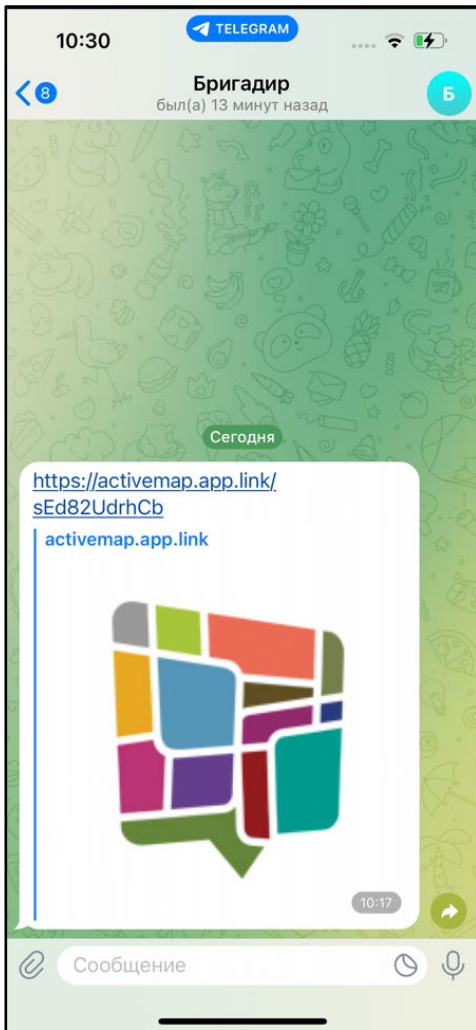 10:30
TELEGRAM
8
Бригадир
был(а) 13 минут назад
Б
Сегодня
https://activemap.app.link/
sEd82UdrhCb
activemap.app.link
10:17
Сообщение